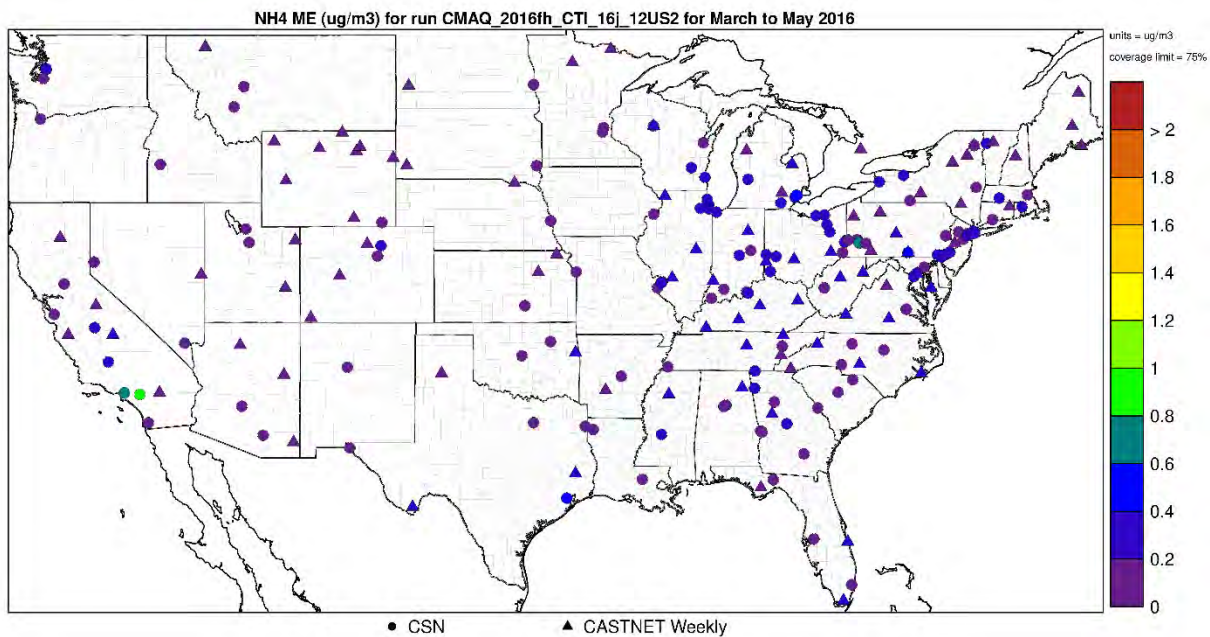 NH4 ME (ug/m3) for run CMAQ_2016fh_CTI_16j_12US2 for March to May 2016
units = ug/m3
coverage limit = 75%
> 2
1.8
1.6
1.4
1.2
1
0.8
0.6
0.4
0.2
0
CSN
CASTNET Weekly